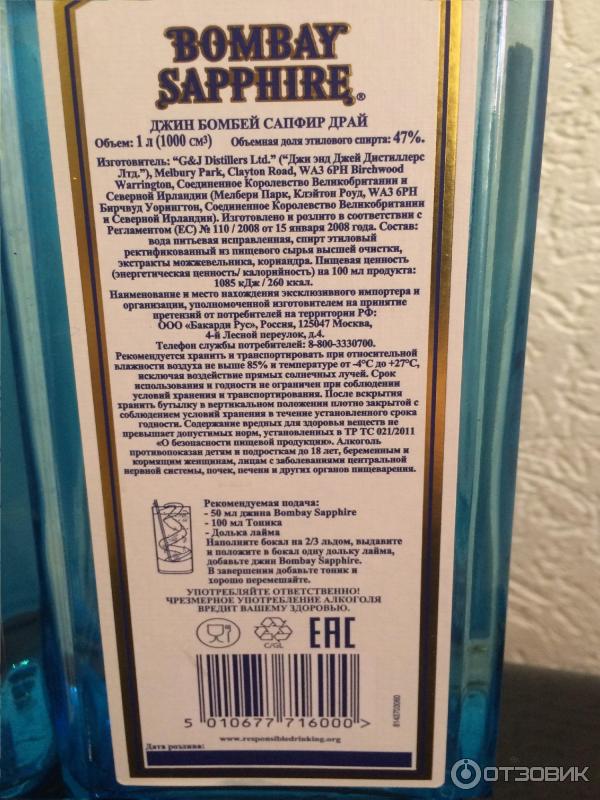 BOMBAY
SAPPHIRE®
ДЖИН БОМБЕЙ САПФИР ДРАЙ
Объем: 1 л (1000 см³) Объемная доля этилового спирта: 47%.
Изготовитель: “G&J Distillers Ltd.” (“Джи энд Джей Дистиллерс
Лтд.”), Melbury Park, Clayton Road, WA3 6PH Birchwood
Warrington, Соединенное Королевство Великобритании и
Северной Ирландии (Мелбери Парк, Клэйтон Роуд, WA3 6PH
Бирчвуд Уорингтон, Соединенное Королевство Великобритании
и Северной Ирландии). Изготовлено и розлито в соответствии с
Регламентом (ЕС) № 110 / 2008 от 15 января 2008 года. Состав:
вода питьевая исправленная, спирт этиловый
ректификованный из пищевого сырья высшей очистки,
экстракты можжевельника, кориандра. Пищевая ценность
(энергетическая ценность/ калорийность) на 100 мл продукта:
1085 кДж / 260 ккал.
Наименование и место нахождения эксклюзивного импортера и
организации, уполномоченной изготовителем на принятие
претензий от потребителей на территории РФ:
ООО «Бакарди Рус», Россия, 125047 Москва,
4-й Лесной переулок, д.4.
Телефон службы потребителей: 8-800-3330700.
Рекомендуется хранить и транспортировать при относительной
влажности воздуха не выше 85% и температуре от -4°C до +27°C,
исключая воздействие прямых солнечных лучей. Срок
использования и годности не ограничен при соблюдении
условий хранения и транспортирования. После вскрытия
хранить бутылку в вертикальном положении плотно закрытой с
соблюдением условий хранения в течение установленного срока
годности. Содержание вредных для здоровья веществ не
превышает допустимых норм, установленных в ТР ТС 021/2011
«О безопасности пищевой продукции». Алкоголь
противопоказан детям и подросткам до 18 лет, беременным и
кормящим женщинам, лицам с заболеваниями центральной
нервной системы, почек, печени и других органов пищеварения.
Рекомендуемая подача:
- 50 мл джина Bombay Sapphire
- 100 мл Тоника
- Долька лайма
Наполните бокал на 2/3 льдом, выдавите
и положите в бокал одну дольку лайма,
добавьте джин Bombay Sapphire.
В завершении добавьте тоник и
хорошо перемешайте.
УПОТРЕБЛЯЙТЕ ОТВЕТСТВЕННО!
ЧРЕЗМЕРНОЕ УПОТРЕБЛЕНИЕ АЛКОГОЛЯ
ВРЕДИТ ВАШЕМУ ЗДОРОВЬЮ.
C/GL
EAC
5 010677 716000 >
8143703060
www.responsibledrinking.org
Дата розлива:
ОТЗОВИК